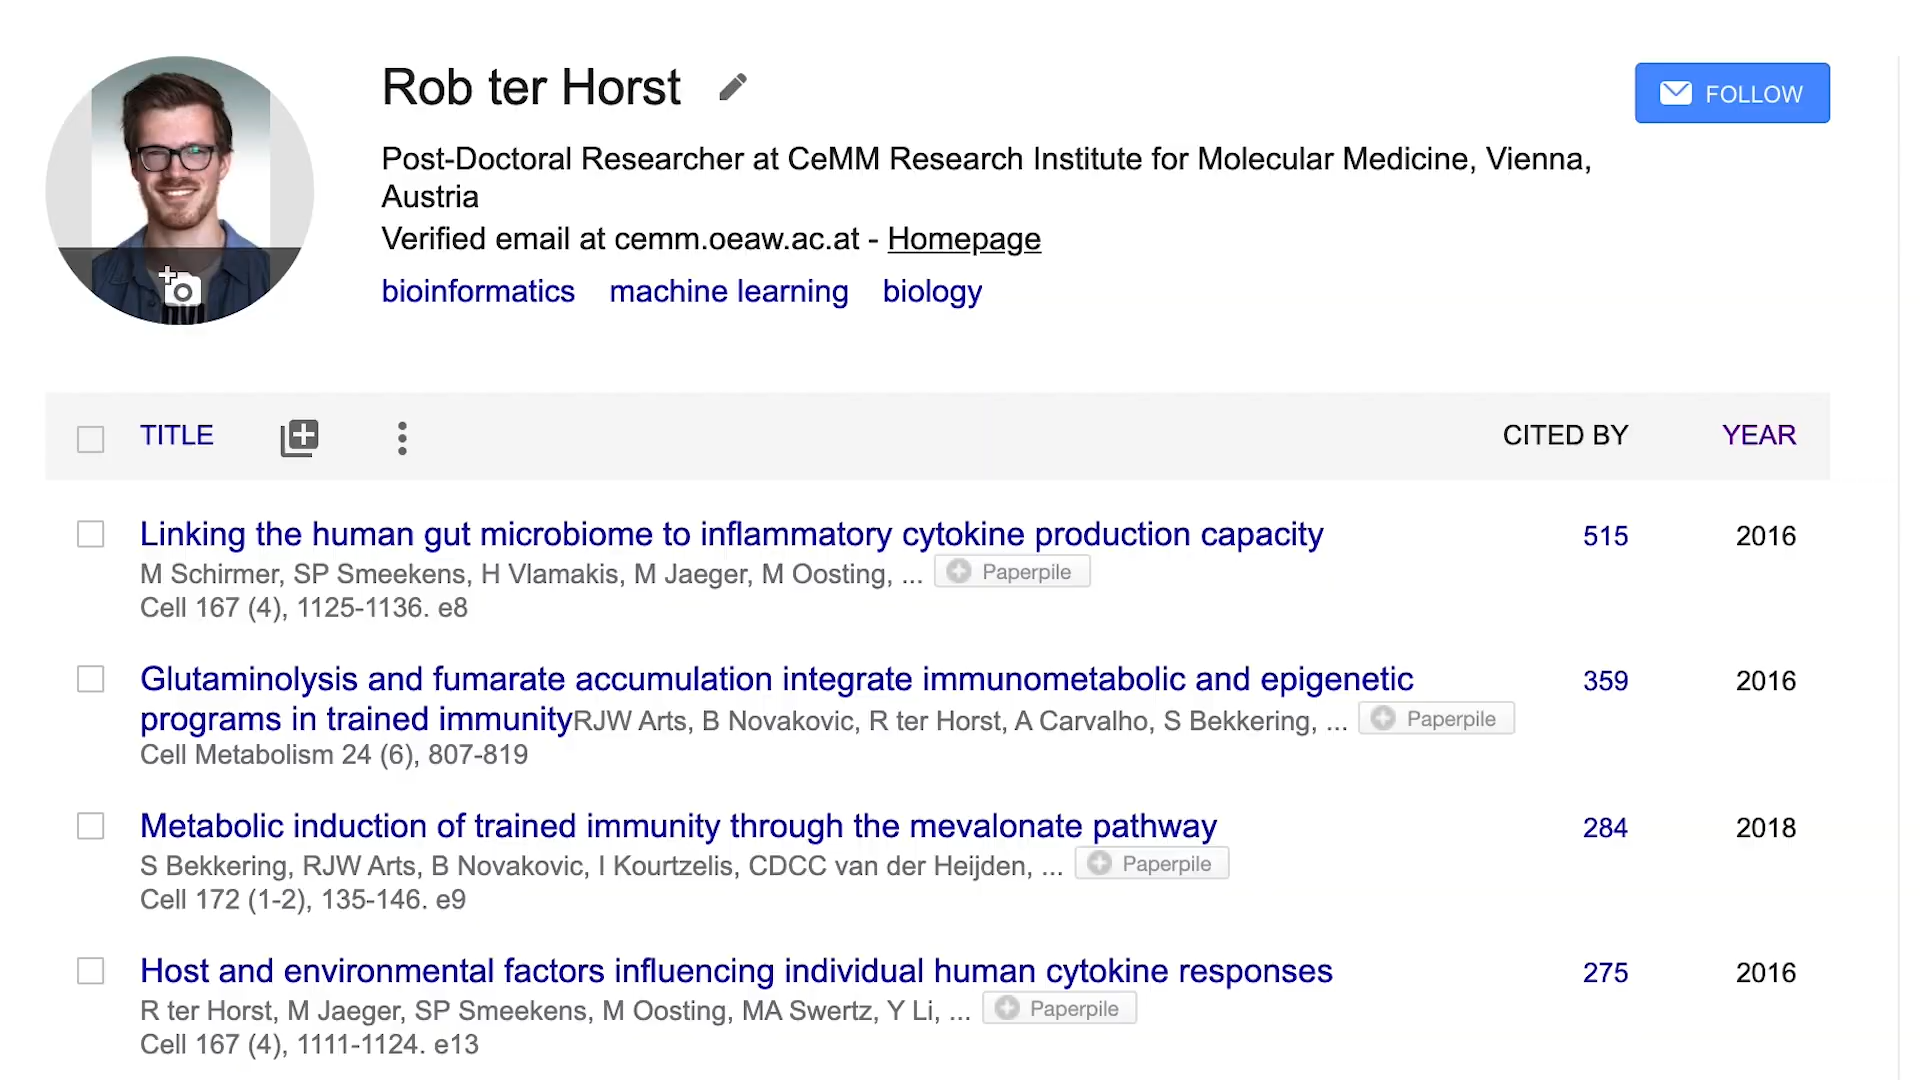 Rob ter Horst
FOLLOW
Post-Doctoral Researcher at CeMM Research Institute for Molecular Medicine, Vienna,
Austria
Verified email at cemm.oeaw.ac.at - Homepage
bioinformatics machine learning biology
TITLE CITED BY YEAR
Linking the human gut microbiome to inflammatory cytokine production capacity 515 2016
M Schirmer, SP Smeekens, H Vlamakis, M Jaeger, M Oosting, ... Paperpile
Cell 167 (4), 1125-1136. e8
Glutaminolysis and fumarate accumulation integrate immunometabolic and epigenetic 359 2016
programs in trained immunityRJW Arts, B Novakovic, R ter Horst, A Carvalho, S Bekkering, ... Paperpile
Cell Metabolism 24 (6), 807-819
Metabolic induction of trained immunity through the mevalonate pathway 284 2018
S Bekkering, RJW Arts, B Novakovic, I Kourtzelis, CDCC van der Heijden, ... Paperpile
Cell 172 (1-2), 135-146. e9
Host and environmental factors influencing individual human cytokine responses 275 2016
R ter Horst, M Jaeger, SP Smeekens, M Oosting, MA Swertz, Y Li, ... Paperpile
Cell 167 (4), 1111-1124. e13